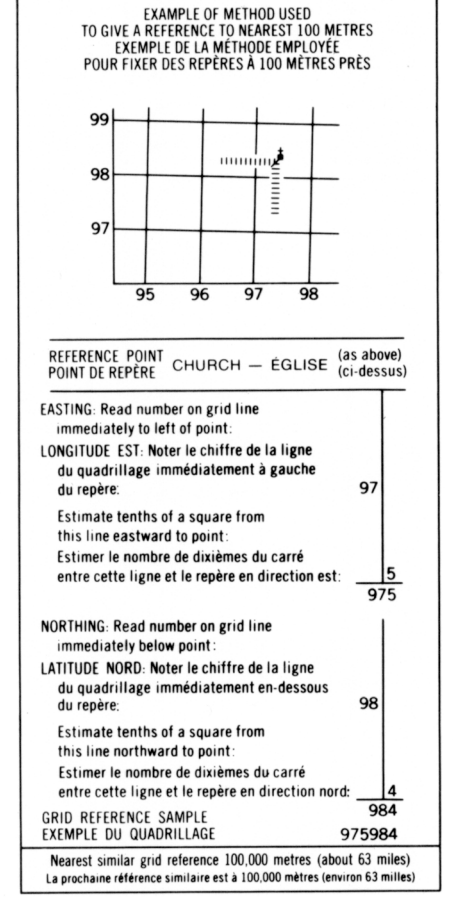 EXAMPLE OF METHOD USED
TO GIVE A REFERENCE TO NEAREST 100 METRES
EXEMPLE DE LA MÉTHODE EMPLOYÉE
POUR FIXER DES REPÈRES À 100 MÈTRES PRÈS
99
98
97
95 96 97 98
REFERENCE POINT
POINT DE REPÈRE
CHURCH — ÉGLISE
(as above)
(ci-dessus)
EASTING: Read number on grid line
immediately to left of point:
LONGITUDE EST: Noter le chiffre de la ligne
du quadrillage immédiatement à gauche
du repère: 97
Estimate tenths of a square from
this line eastward to point:
Estimer le nombre de dixièmes du carré
entre cette ligne et le repère en direction est: 5
975
NORTHING: Read number on grid line
immediately below point:
LATITUDE NORD: Noter le chiffre de la ligne
du quadrillage immédiatement en-dessous
du repère: 98
Estimate tenths of a square from
this line northward to point:
Estimer le nombre de dixièmes du carré
entre cette ligne et le repère en direction nord: 4
984
GRID REFERENCE SAMPLE
EXEMPLE DU QUADRILLAGE 975984
Nearest similar grid reference 100,000 metres (about 63 miles)
La prochaine référence similaire est à 100,000 mètres (environ 63 milles)